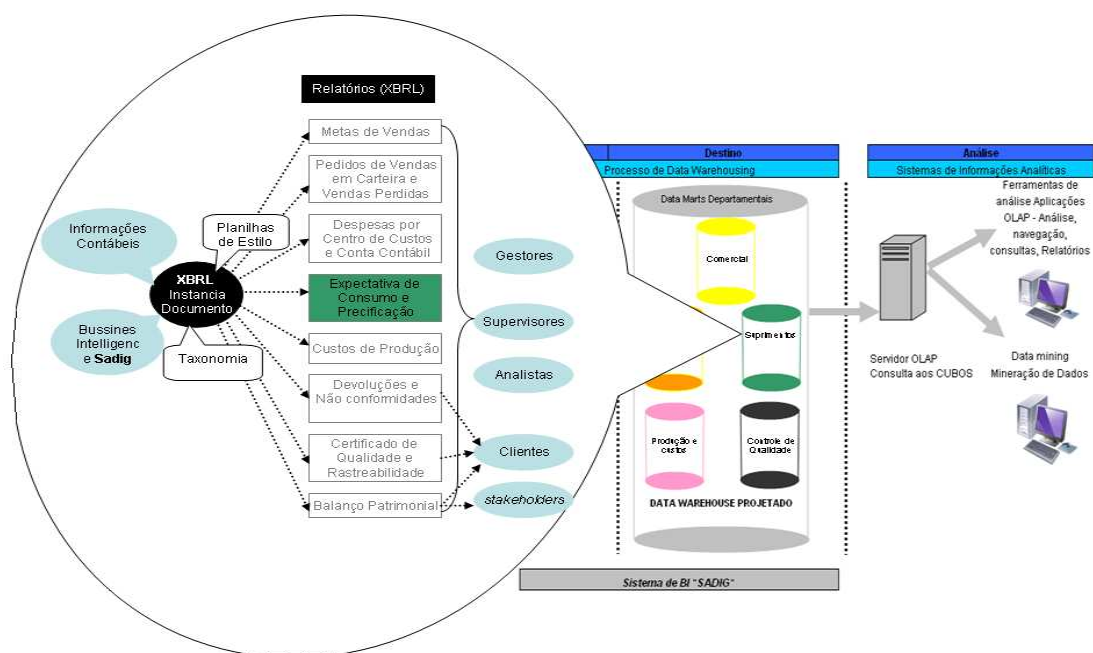 Relatórios (XBRL)
Metas de Vendas
Pedidos de Vendas
em Carteira e
Vendas Perdidas
Despesas por
Centro de Custos
e Conta Contábil
Expectativa de
Consumo e
Precificação
Custos de Produção
Devoluções e
Não conformidades
Certificado de
Qualidade e
Rastreabilidade
Balanço Patrimonial
Informações
Contábeis
Planilhas
de Estilo
XBRL
Instancia
Documento
Bussines
Intelligenc
e Sadig
Taxonomia
Gestores
Supervisores
Analistas
Clientes
stakeholders
Destino
Processo de Data Warehousing
Data Marts Departamentais
Comercial
Suprimentos
Produção e
custos
Controle de
Qualidade
DATA WAREHOUSE PROJETADO
Sistema de BI "SADIG"
Análise
Sistemas de Informações Analíticas
Ferramentas de
análise Aplicações
OLAP - Análise,
navegação,
consultas, Relatórios
Servidor OLAP
Consulta aos CUBOS
Data mining
Mineração de Dados